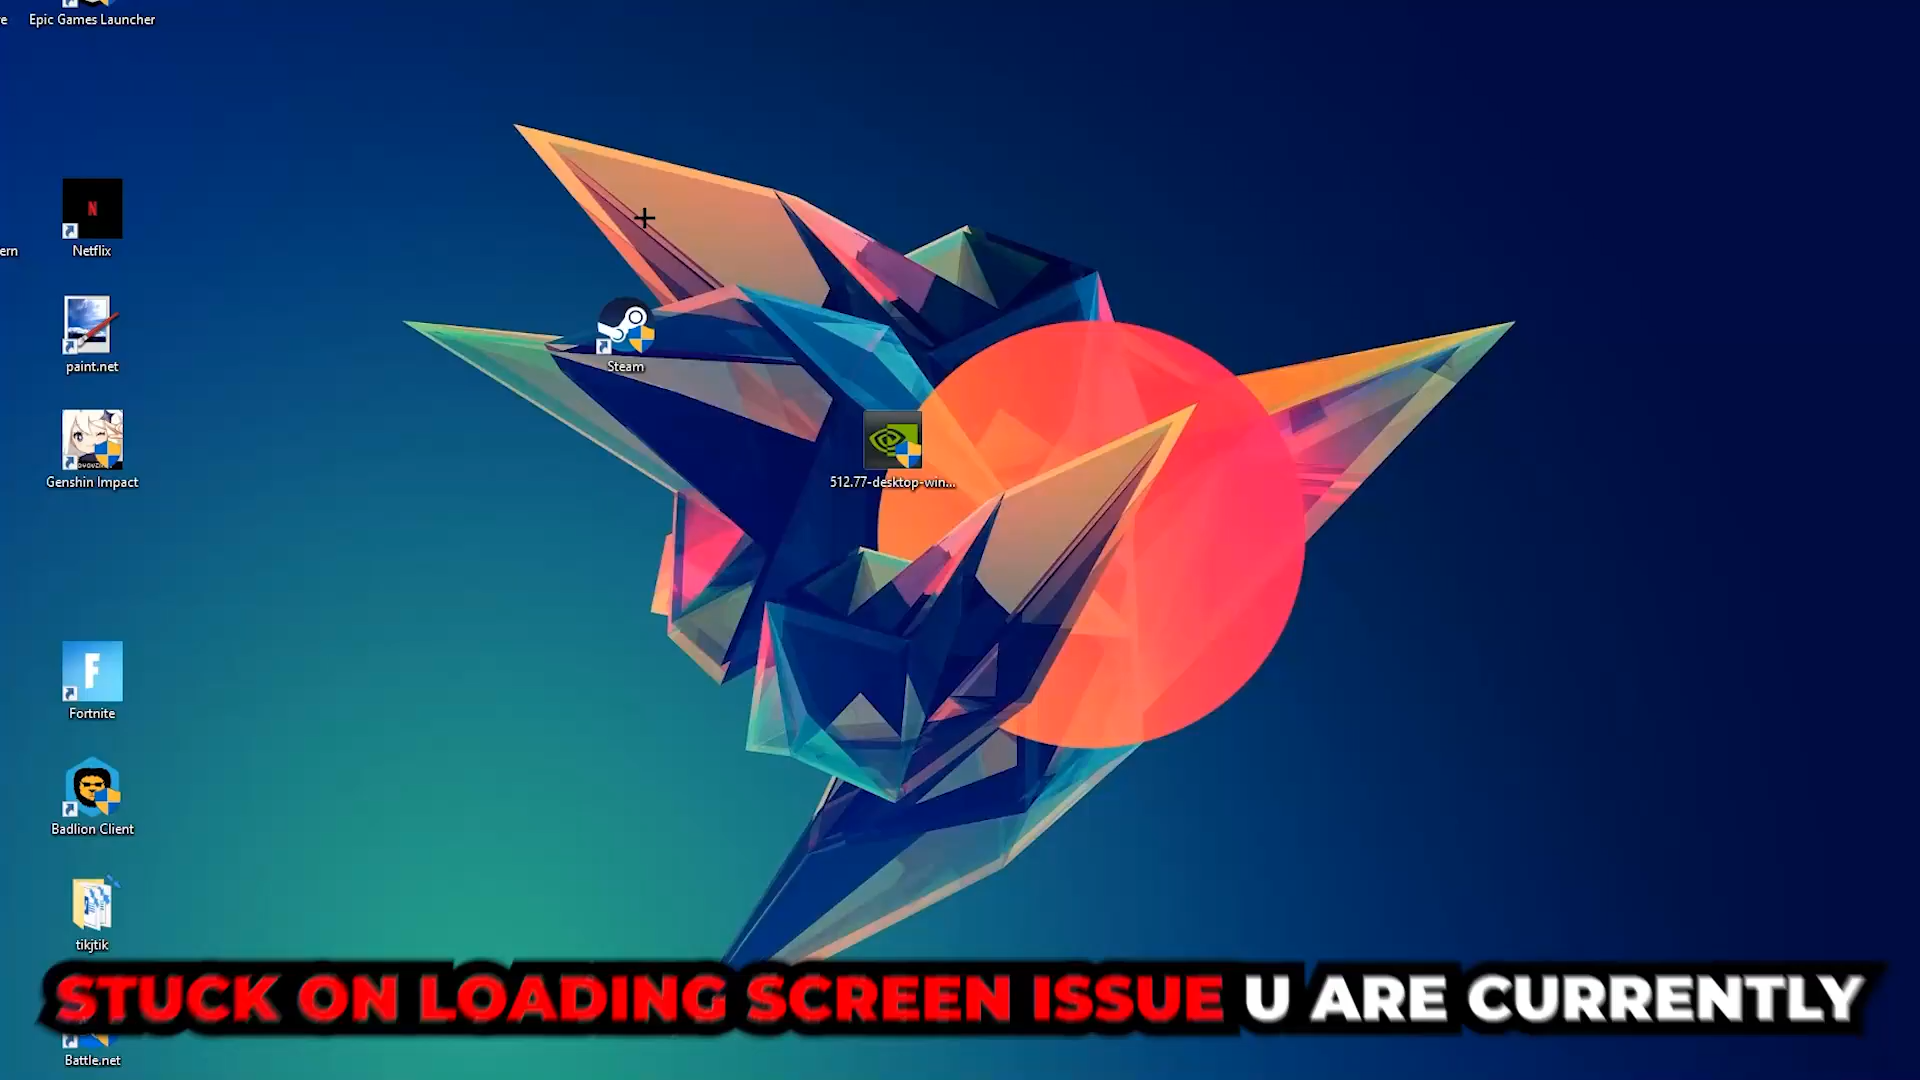 Epic Games Launcher
N
Netflix
ern
paint.net
Steam
Genshin Impact
512.77-desktop-win...
F
Fortnite
Badlion Client
tikjtik
STUCK ON LOADING SCREEN ISSUE U ARE CURRENTLY
Battle.net